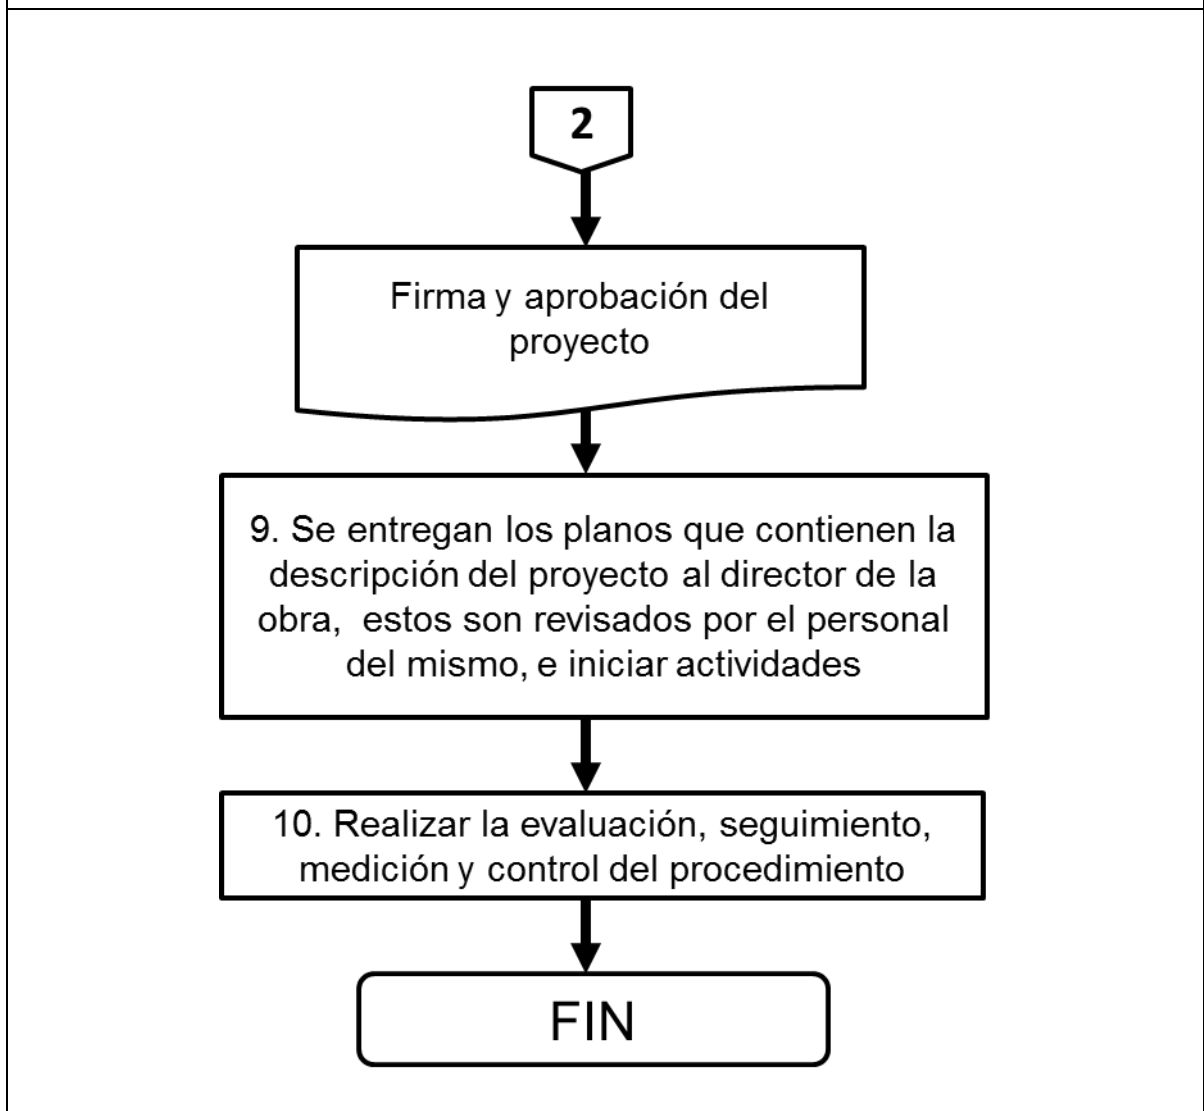 2
Firma y aprobación del
proyecto
9. Se entregan los planos que contienen la
descripción del proyecto al director de la
obra,  estos son revisados por el personal
del mismo, e iniciar actividades
10. Realizar la evaluación, seguimiento,
medición y control del procedimiento
FIN